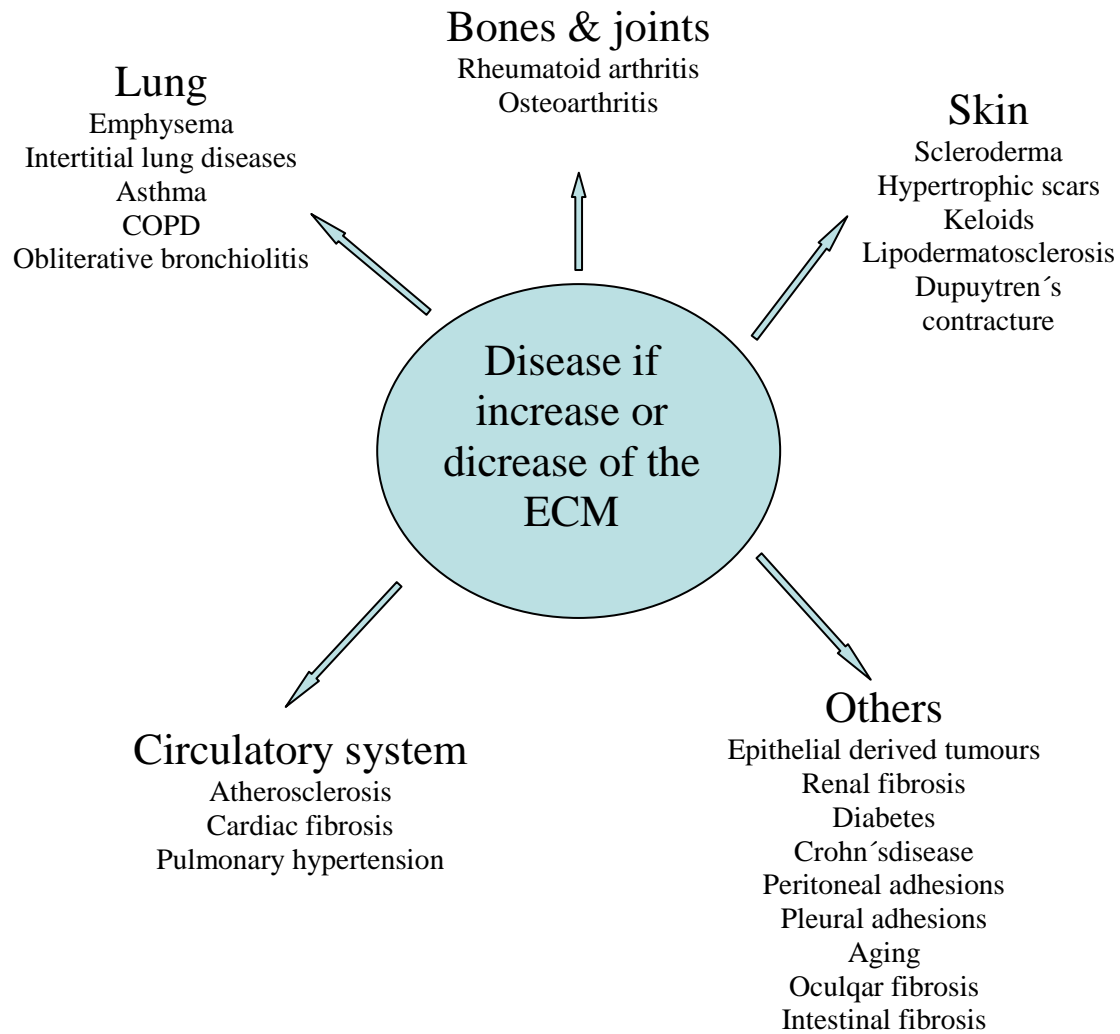 Bones & joints
Rheumatoid arthritis
Osteoarthritis
Lung
Emphysema
Intertitial lung diseases
Asthma
COPD
Obliterative bronchiolitis
Skin
Scleroderma
Hypertrophic scars
Keloids
Lipodermatosclerosis
Dupuytren´s
contracture
Disease if
increase or
dicrease of the
ECM
Circulatory system
Atherosclerosis
Cardiac fibrosis
Pulmonary hypertension
Others
Epithelial derived tumours
Renal fibrosis
Diabetes
Crohn´sdisease
Peritoneal adhesions
Pleural adhesions
Aging
Oculqar fibrosis
Intestinal fibrosis